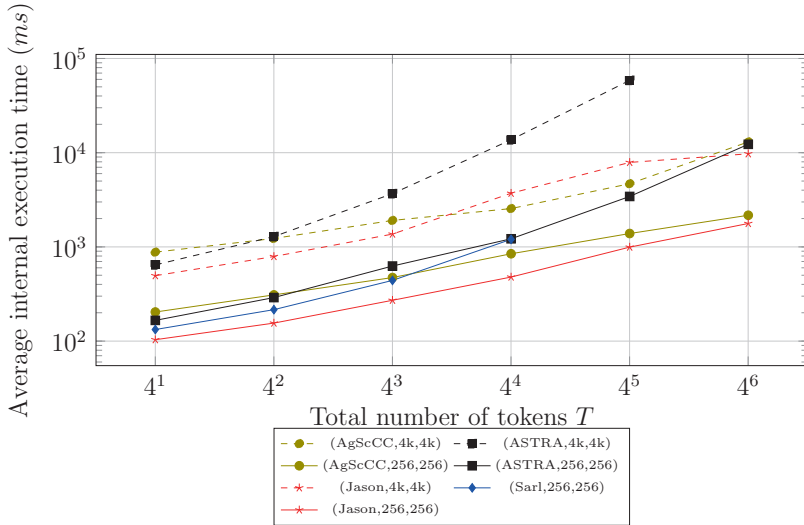 Average internal execution time (ms)
10^5
10^4
10^3
10^2
4^1 4^2 4^3 4^4 4^5 4^6
Total number of tokens T
(AgScCC,4k,4k) (ASTRA,4k,4k)
(AgScCC,256,256) (ASTRA,256,256)
(Jason,4k,4k) (Sarl,256,256)
(Jason,256,256)